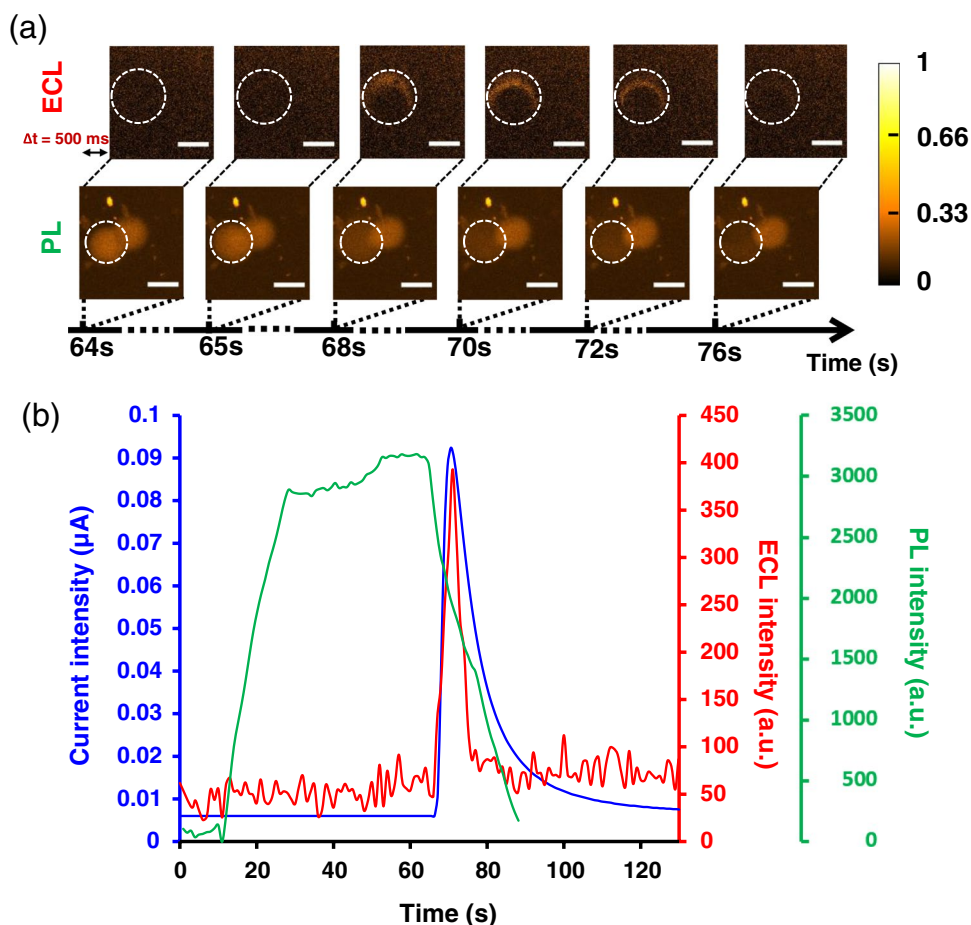 (a)
ECL
Δt = 500 ms
PL
1
0.66
0.33
0
64s 65s 68s 70s 72s 76s
Time (s)
(b)
Current intensity (μA)
0.1
0.09
0.08
0.07
0.06
0.05
0.04
0.03
0.02
0.01
0
450
400
350
300
250
200
150
100
50
0
ECL intensity
(a.u.)
3500
3000
2500
2000
1500
1000
500
0
PL intensity
(a.u.)
0 20 40 60 80 100 120
Time (s)